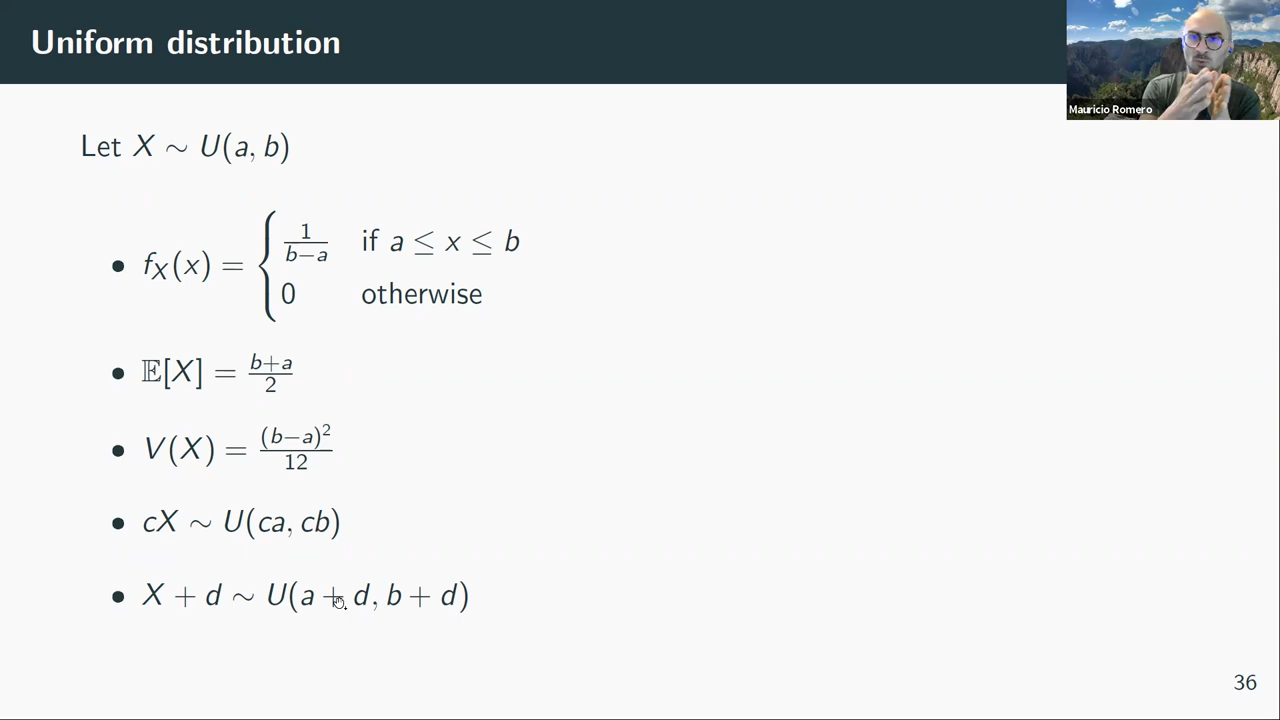 Uniform distribution
Mauricio Romero
Let X ∼ U(a, b)
• f_X(x) = { 1/(b−a) if a ≤ x ≤ b
0 otherwise
• 𝔼[X] = (b+a)/2
• V(X) = (b−a)²/12
• cX ∼ U(ca, cb)
• X + d ∼ U(a + d, b + d)
36